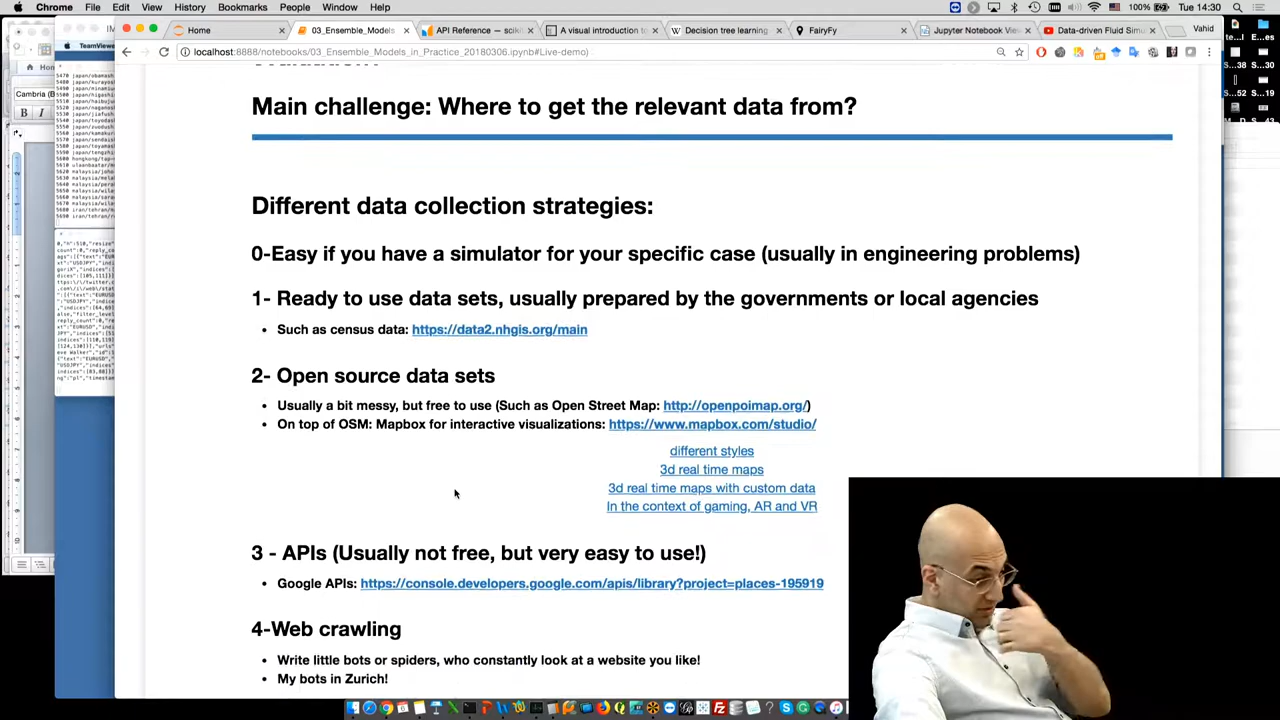 Chrome File Edit View History Bookmarks People Window Help
100% Tue 14:30
Home
03_Ensemble_Models
API Reference — scikit
A visual introduction to
Decision tree learning
FairyFy
Jupyter Notebook View
Data-driven Fluid Simu
Vahid
localhost:8888/notebooks/03_Ensemble_Models_in_Practice_20180306.ipynb#Live-demo)
TeamView
Hom
Cambria (B
B I
Main challenge: Where to get the relevant data from?
Different data collection strategies:
0-Easy if you have a simulator for your specific case (usually in engineering problems)
1- Ready to use data sets, usually prepared by the governments or local agencies
• Such as census data: https://data2.nhgis.org/main
2- Open source data sets
• Usually a bit messy, but free to use (Such as Open Street Map: http://openpoimap.org/)
• On top of OSM: Mapbox for interactive visualizations: https://www.mapbox.com/studio/
different styles
3d real time maps
3d real time maps with custom data
In the context of gaming, AR and VR
3 - APIs (Usually not free, but very easy to use!)
• Google APIs: https://console.developers.google.com/apis/library?project=places-195919
4-Web crawling
• Write little bots or spiders, who constantly look at a website you like!
• My bots in Zurich!